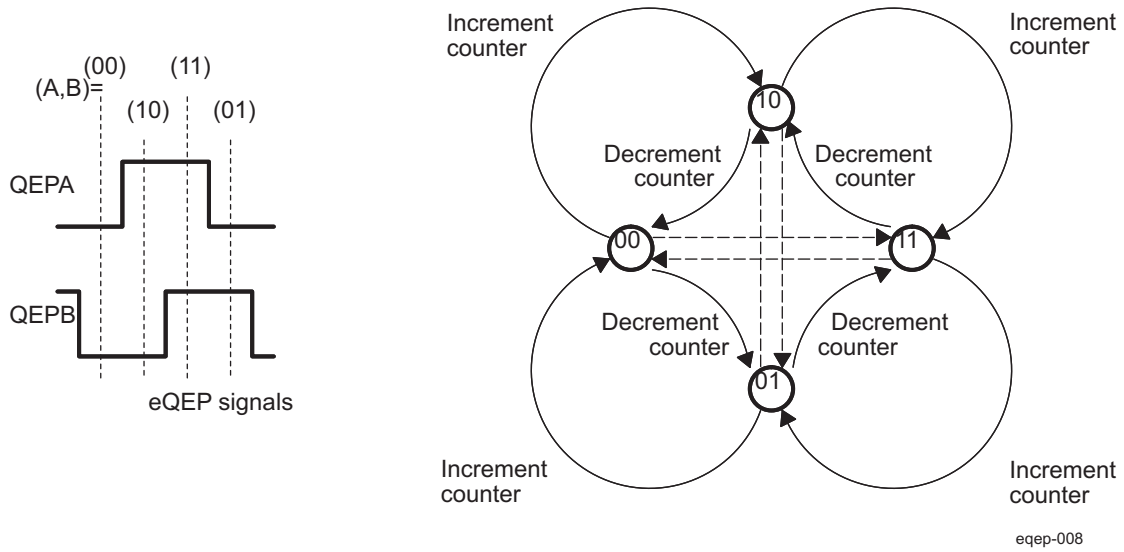 (00)
(11)
(A,B)=
(10)
(01)
QEPA
QEPB
eQEP signals
Increment
counter
Increment
counter
10
Decrement
counter
Decrement
counter
00
11
Decrement
counter
Decrement
counter
01
Increment
counter
Increment
counter
eqep-008